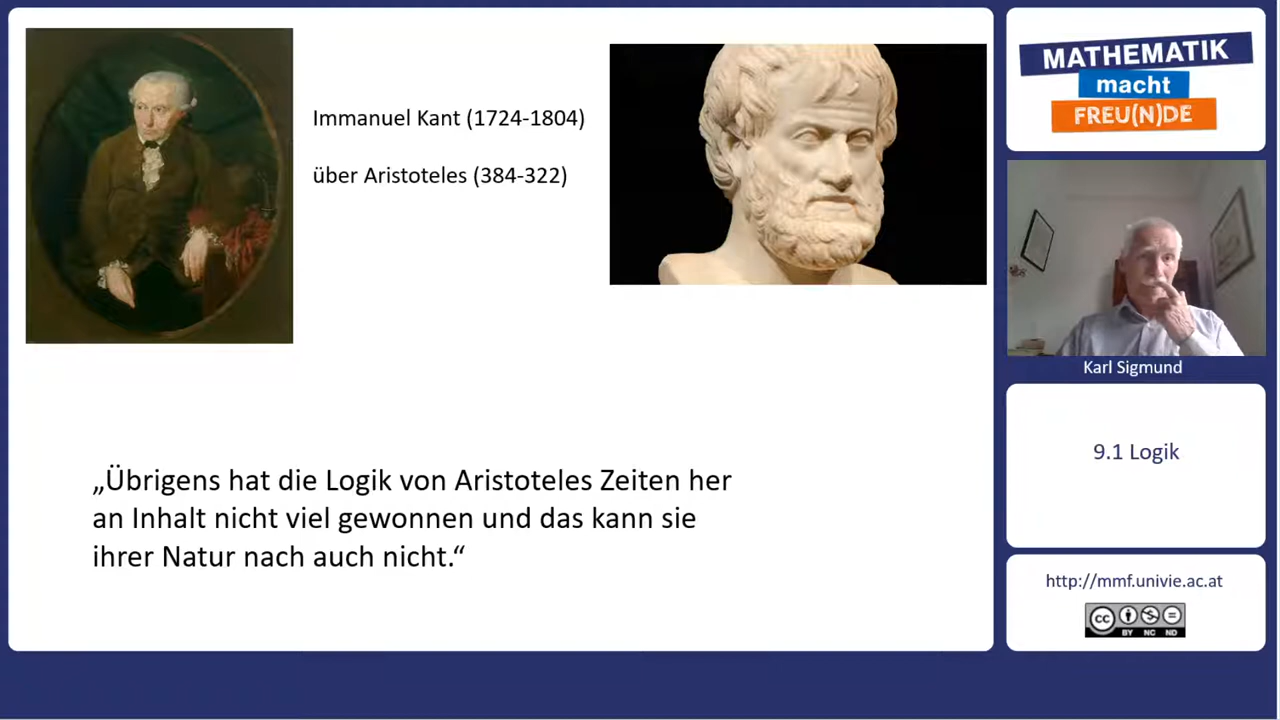 Immanuel Kant (1724-1804)
über Aristoteles (384-322)
„Übrigens hat die Logik von Aristoteles Zeiten her
an Inhalt nicht viel gewonnen und das kann sie
ihrer Natur nach auch nicht.“
MATHEMATIK
macht
FREU(N)DE
Karl Sigmund
9.1 Logik
http://mmf.univie.ac.at
cc
BY NC ND